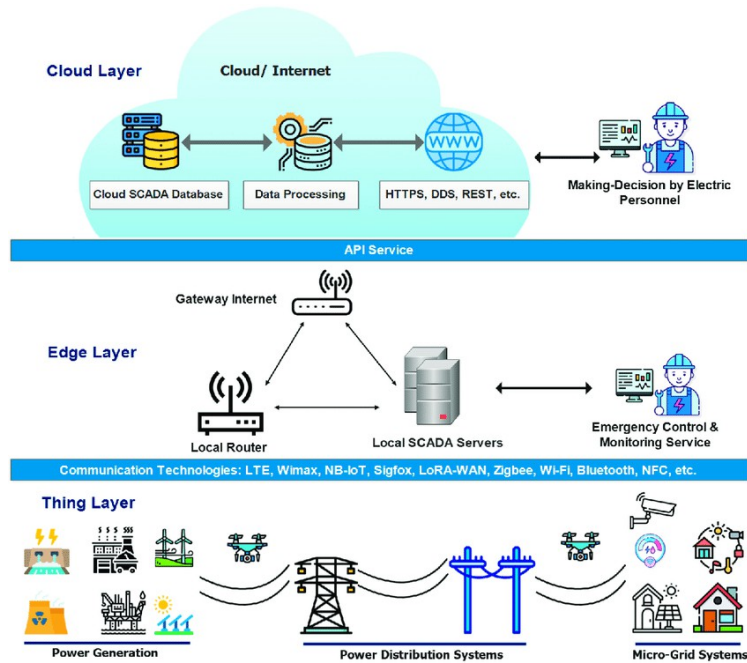 Cloud Layer
Cloud/ Internet
WWW
Cloud SCADA Database
Data Processing
HTTPS, DDS, REST, etc.
Making-Decision by Electric
Personnel
API Service
Gateway Internet
Edge Layer
Local Router
Local SCADA Servers
Emergency Control &
Monitoring Service
Communication Technologies: LTE, Wimax, NB-IoT, Sigfox, LoRA-WAN, Zigbee, Wi-Fi, Bluetooth, NFC, etc.
Thing Layer
Power Generation
Power Distribution Systems
Micro-Grid Systems